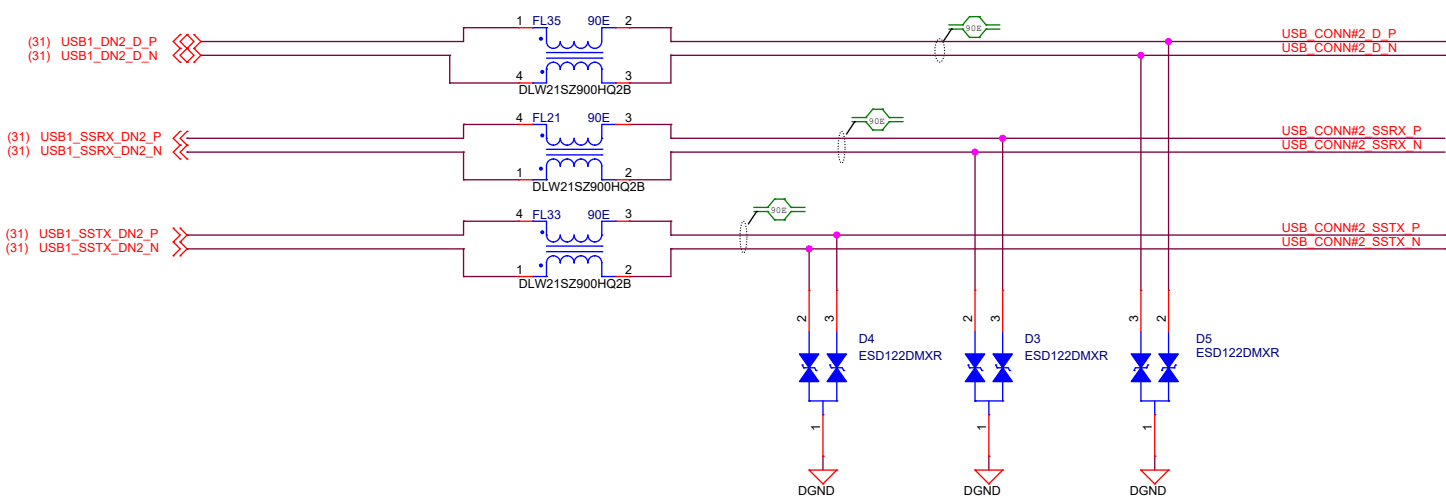 1 FL35 90E 2
(31) USB1_DN2_D_P
(31) USB1_DN2_D_N
4 3
DLW21SZ900HQ2B
90E
USB_CONN#2_D_P
USB_CONN#2_D_N
4 FL21 90E 3
(31) USB1_SSRX_DN2_P
(31) USB1_SSRX_DN2_N
1 2
DLW21SZ900HQ2B
90E
USB_CONN#2_SSRX_P
USB_CONN#2_SSRX_N
4 FL33 90E 3
(31) USB1_SSTX_DN2_P
(31) USB1_SSTX_DN2_N
1 2
DLW21SZ900HQ2B
90E
USB_CONN#2_SSTX_P
USB_CONN#2_SSTX_N
2 3
D4
ESD122DMXR
1
DGND
2 3
D3
ESD122DMXR
1
DGND
3 2
D5
ESD122DMXR
1
DGND